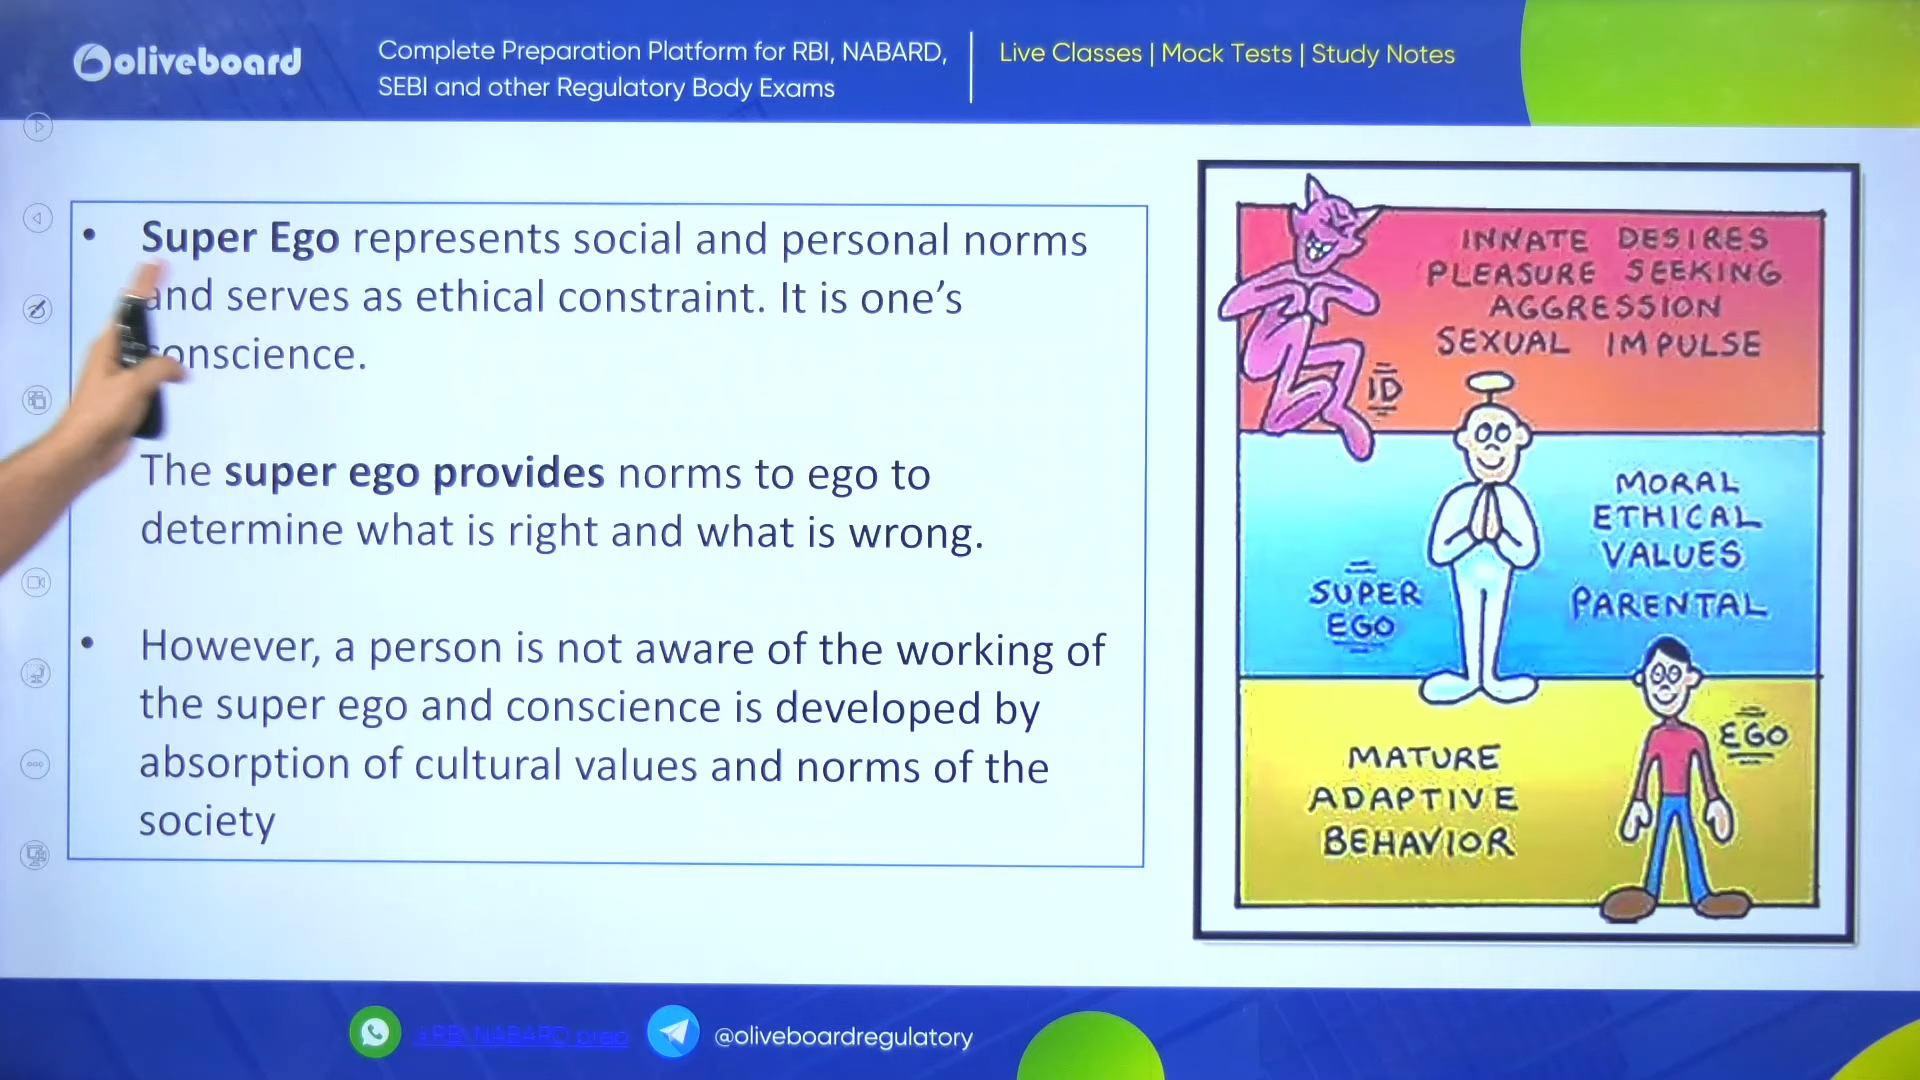 oliveboard
Complete Preparation Platform for RBI, NABARD,
SEBI and other Regulatory Body Exams
Live Classes | Mock Tests | Study Notes
• Super Ego represents social and personal norms
and serves as ethical constraint. It is one's
conscience.
The super ego provides norms to ego to
determine what is right and what is wrong.
• However, a person is not aware of the working of
the super ego and conscience is developed by
absorption of cultural values and norms of the
society
INNATE DESIRES
PLEASURE SEEKING
AGGRESSION
SEXUAL IMPULSE
ID
MORAL
ETHICAL
VALUES
PARENTAL
SUPER
EGO
EGO
MATURE
ADAPTIVE
BEHAVIOR
RBI NABARD prep
@oliveboardregulatory